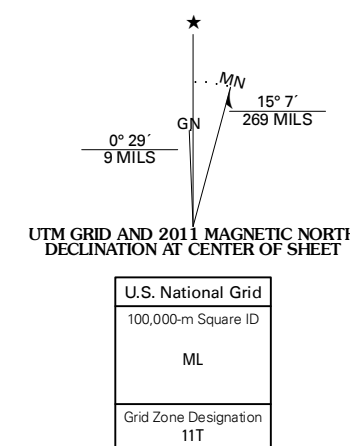 ★
MN
GN
15° 7´
269 MILS
0° 29´
9 MILS
UTM GRID AND 2011 MAGNETIC NORTH
DECLINATION AT CENTER OF SHEET
U.S. National Grid
100,000-m Square ID
ML
Grid Zone Designation
11T